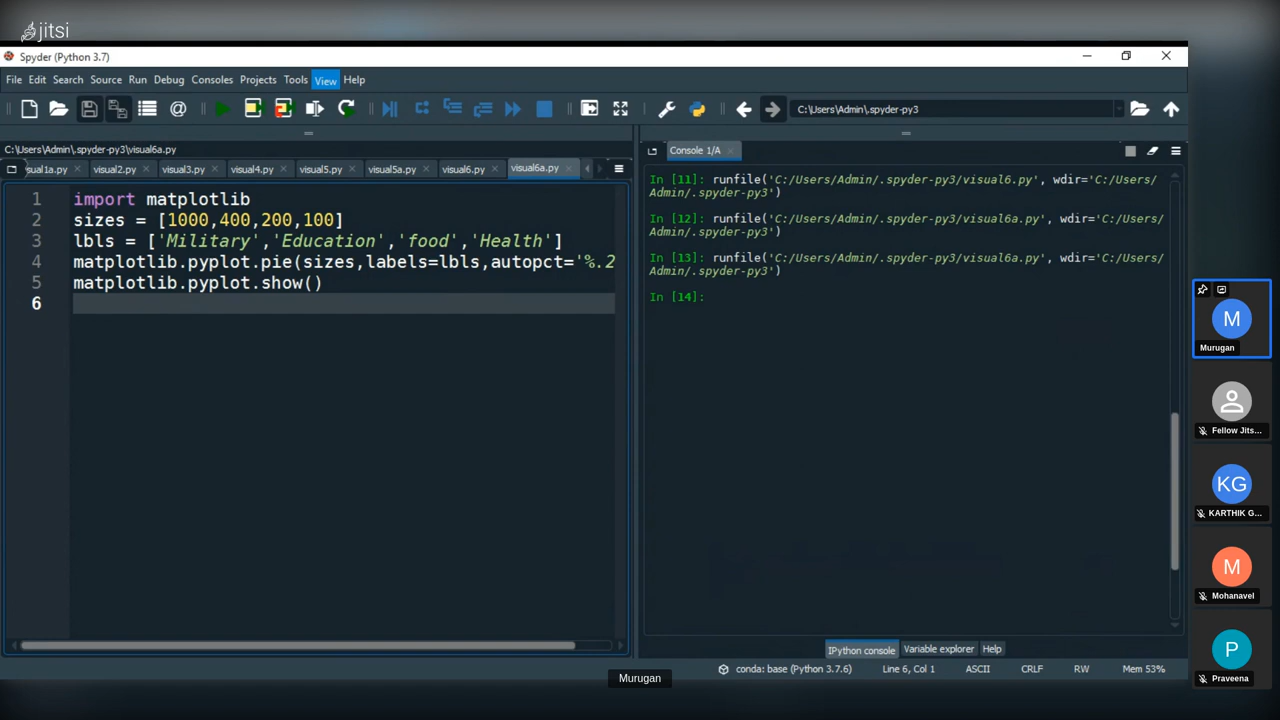 jitsi
Spyder (Python 3.7)
File Edit Search Source Run Debug Consoles Projects Tools View Help
C:\Users\Admin\.spyder-py3
C:\Users\Admin\.spyder-py3\visual6a.py
Console 1/A
visual2.py visual3.py visual4.py visual5.py visual5a.py visual6.py visual6a.py
1 import matplotlib
2 sizes = [1000,400,200,100]
3 lbls = ['Military','Education','food','Health']
4 matplotlib.pyplot.pie(sizes,labels=lbls,autopct='%.2
5 matplotlib.pyplot.show()
6
In [11]: runfile('C:/Users/Admin/.spyder-py3/visual6.py', wdir='C:/Users/
Admin/.spyder-py3')
In [12]: runfile('C:/Users/Admin/.spyder-py3/visual6a.py', wdir='C:/Users/
Admin/.spyder-py3')
In [13]: runfile('C:/Users/Admin/.spyder-py3/visual6a.py', wdir='C:/Users/
Admin/.spyder-py3')
In [14]:
IPython console Variable explorer Help
conda: base (Python 3.7.6) Line 6, Col 1 ASCII CRLF RW Mem 53%
Murugan
M
Murugan
Fellow Jits...
KG
KARTHIK G...
M
Mohanavel
P
Praveena